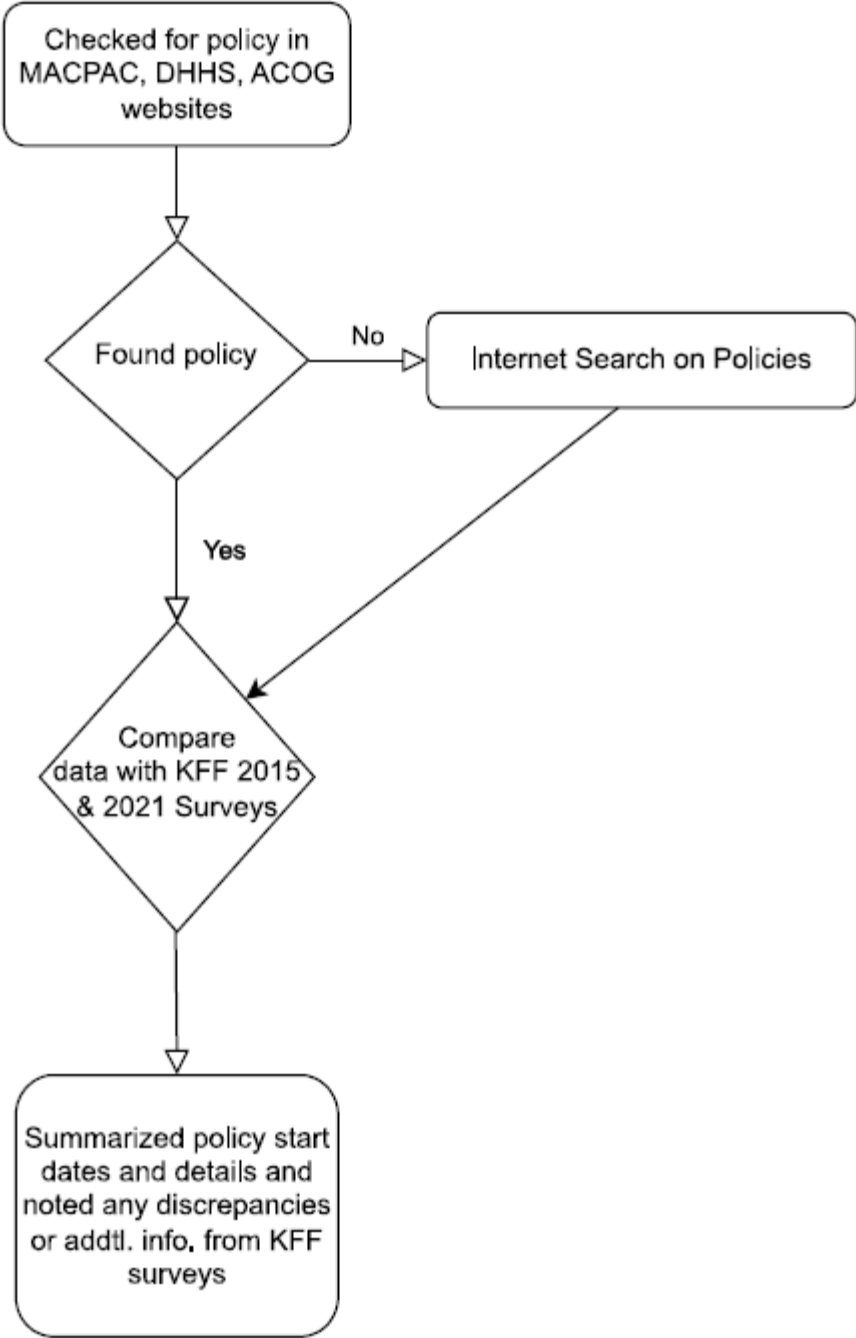 Checked for policy in
MACPAC, DHHS, ACOG
websites
Found policy
No
Internet Search on Policies
Yes
Compare
data with KFF 2015
& 2021 Surveys
Summarized policy start
dates and details and
noted any discrepancies
or addtl. info, from KFF
surveys